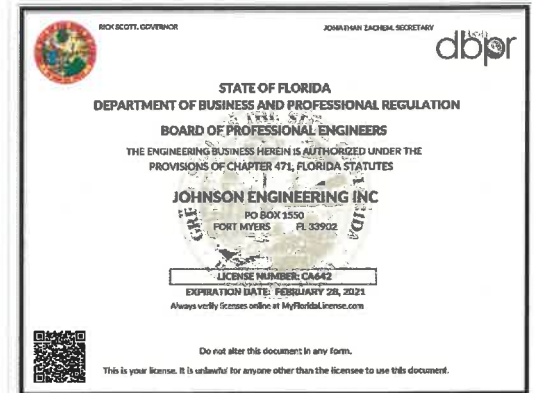 RICK SCOTT, GOVERNOR
JONATHAN ZACHEM, SECRETARY
dbpr
STATE OF FLORIDA
DEPARTMENT OF BUSINESS AND PROFESSIONAL REGULATION
BOARD OF PROFESSIONAL ENGINEERS
THE ENGINEERING BUSINESS HEREIN IS AUTHORIZED UNDER THE
PROVISIONS OF CHAPTER 471, FLORIDA STATUTES
JOHNSON ENGINEERING INC
PO BOX 1550
FORT MYERS FL 33902
LICENSE NUMBER: CA642
EXPIRATION DATE: FEBRUARY 28, 2021
Always verify licenses online at MyFloridaLicense.com
Do not alter this document in any form.
This is your license. It is unlawful for anyone other than the licensee to use this document.